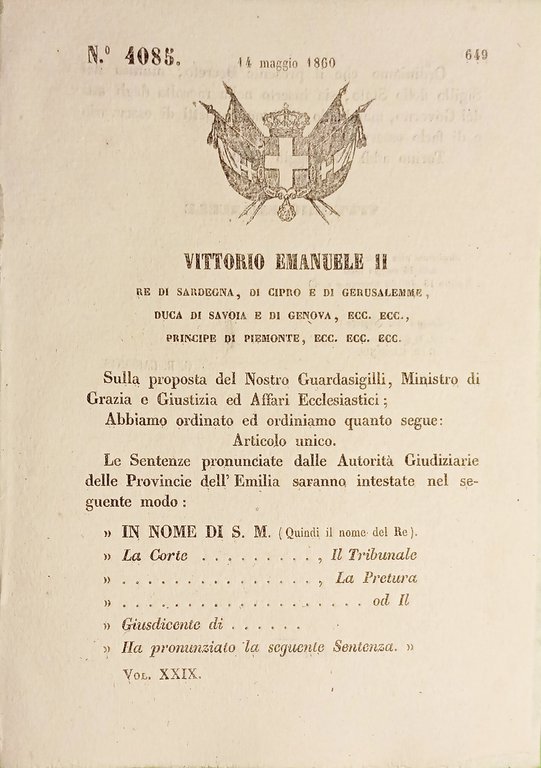 N.º 4085.
14 maggio 1860
649
VITTORIO EMANUELE II
RE DI SARDEGNA, DI CIPRO E DI GERUSALEMME,
DUCA DI SAVOIA E DI GENOVA, ECC. ECC.,
PRINCIPE DI PIEMONTE, ECC. ECC. ECC.
Sulla proposta del Nostro Guardasigilli, Ministro di
Grazia e Giustizia ed Affari Ecclesiastici;
Abbiamo ordinato ed ordiniamo quanto segue:
Articolo unico.
Le Sentenze pronunciate dalle Autorità Giudiziarie
delle Provincie dell'Emilia saranno intestate nel se-
guente modo:
» IN NOME DI S. M. (Quindi il nome del Re).
» La Corte . . . . . . . . . , Il Tribunale
» . . . . . . . . . . . . . . . , La Pretura
» . . . . . . . . . . . . . . . . . . . od Il
» Giusdicente di . . . . . .
» Ha pronunziato la seguente Sentenza. »
VOL. XXIX.